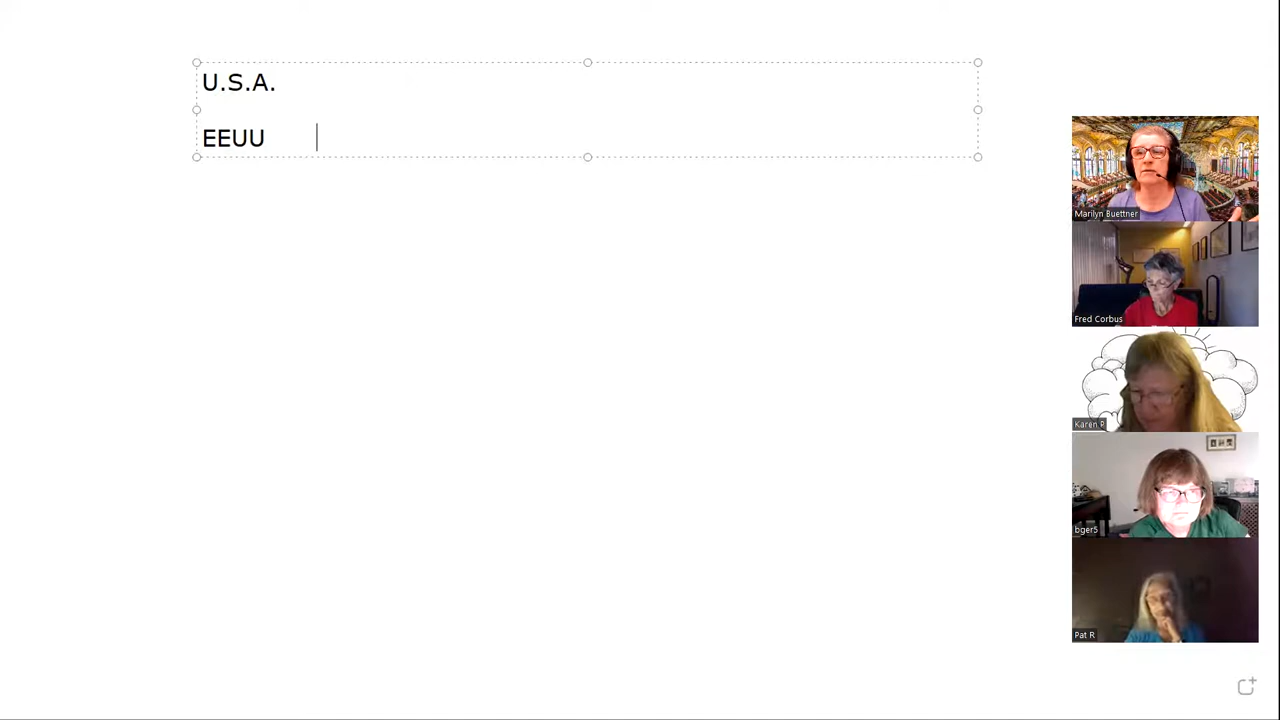 U.S.A.
EEUU
Marilyn Buettner
Fred Corbus
Karen P
bger5
Pat R